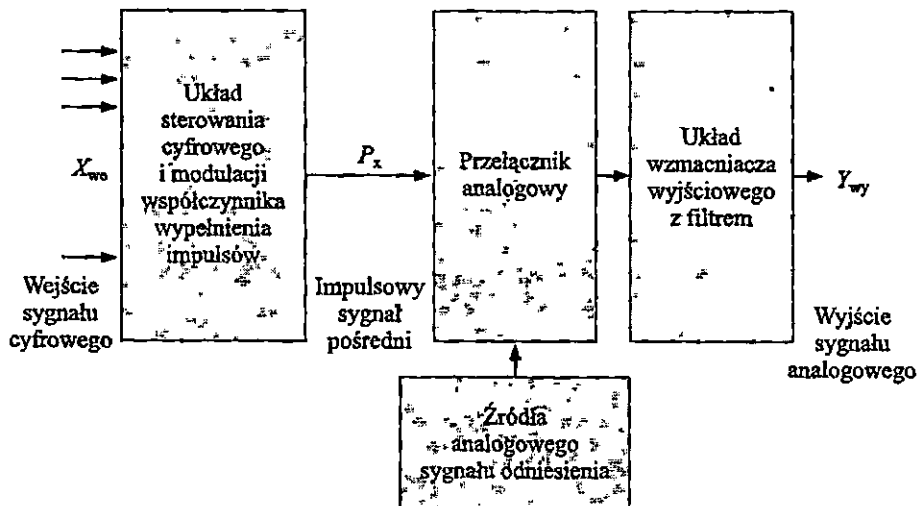 Układ
sterowania
cyfrowego
i modulacji
współczynnika
wypełnienia
impulsów
X_we
Wejście
sygnału
cyfrowego
P_x
Impulsowy
sygnał
pośredni
Przełącznik
analogowy
Źródła
analogowego
sygnału odniesienia
Układ
wzmacniacza
wyjściowego
z filtrem
Y_wy
Wyjście
sygnału
analogowego